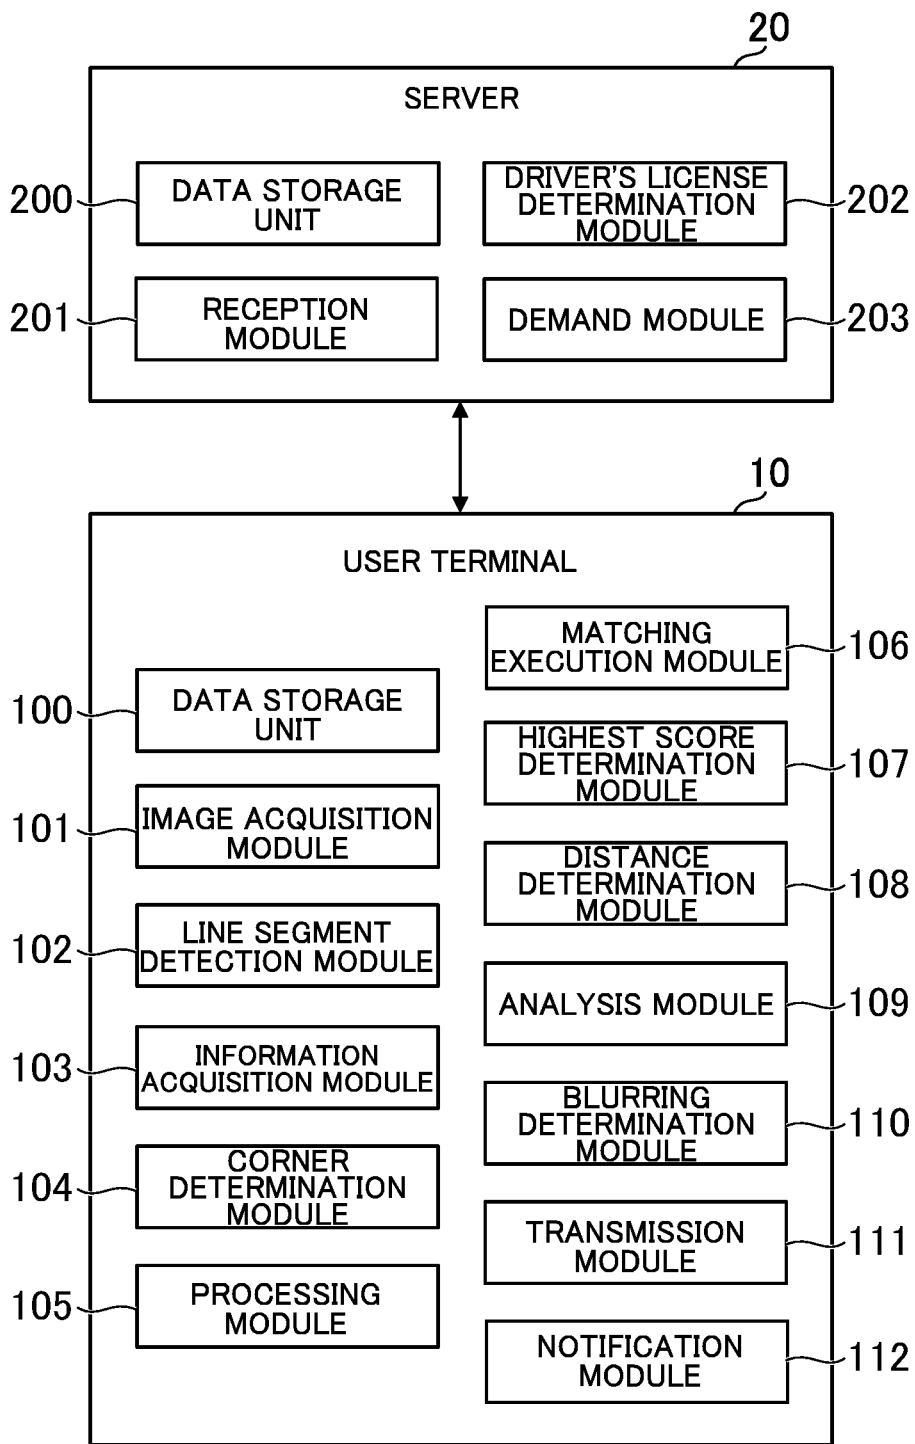 20
SERVER
200
DATA STORAGE
UNIT
DRIVER'S LICENSE
DETERMINATION
MODULE
202
201
RECEPTION
MODULE
DEMAND MODULE
203
10
USER TERMINAL
MATCHING
EXECUTION MODULE
106
100
DATA STORAGE
UNIT
HIGHEST SCORE
DETERMINATION
MODULE
107
101
IMAGE ACQUISITION
MODULE
DISTANCE
DETERMINATION
MODULE
108
102
LINE SEGMENT
DETECTION MODULE
ANALYSIS MODULE
109
103
INFORMATION
ACQUISITION MODULE
BLURRING
DETERMINATION
MODULE
110
104
CORNER
DETERMINATION
MODULE
TRANSMISSION
MODULE
111
105
PROCESSING
MODULE
NOTIFICATION
MODULE
112